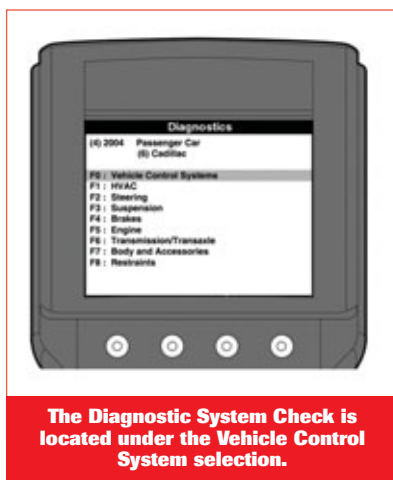 Diagnostics
(4) 2004 Passenger Car
(6) Cadillac
F0 : Vehicle Control Systems
F1 : HVAC
F2 : Steering
F3 : Suspension
F4 : Brakes
F5 : Engine
F6 : Transmission/Transaxle
F7 : Body and Accessories
F8 : Restraints
The Diagnostic System Check is
located under the Vehicle Control
System selection.